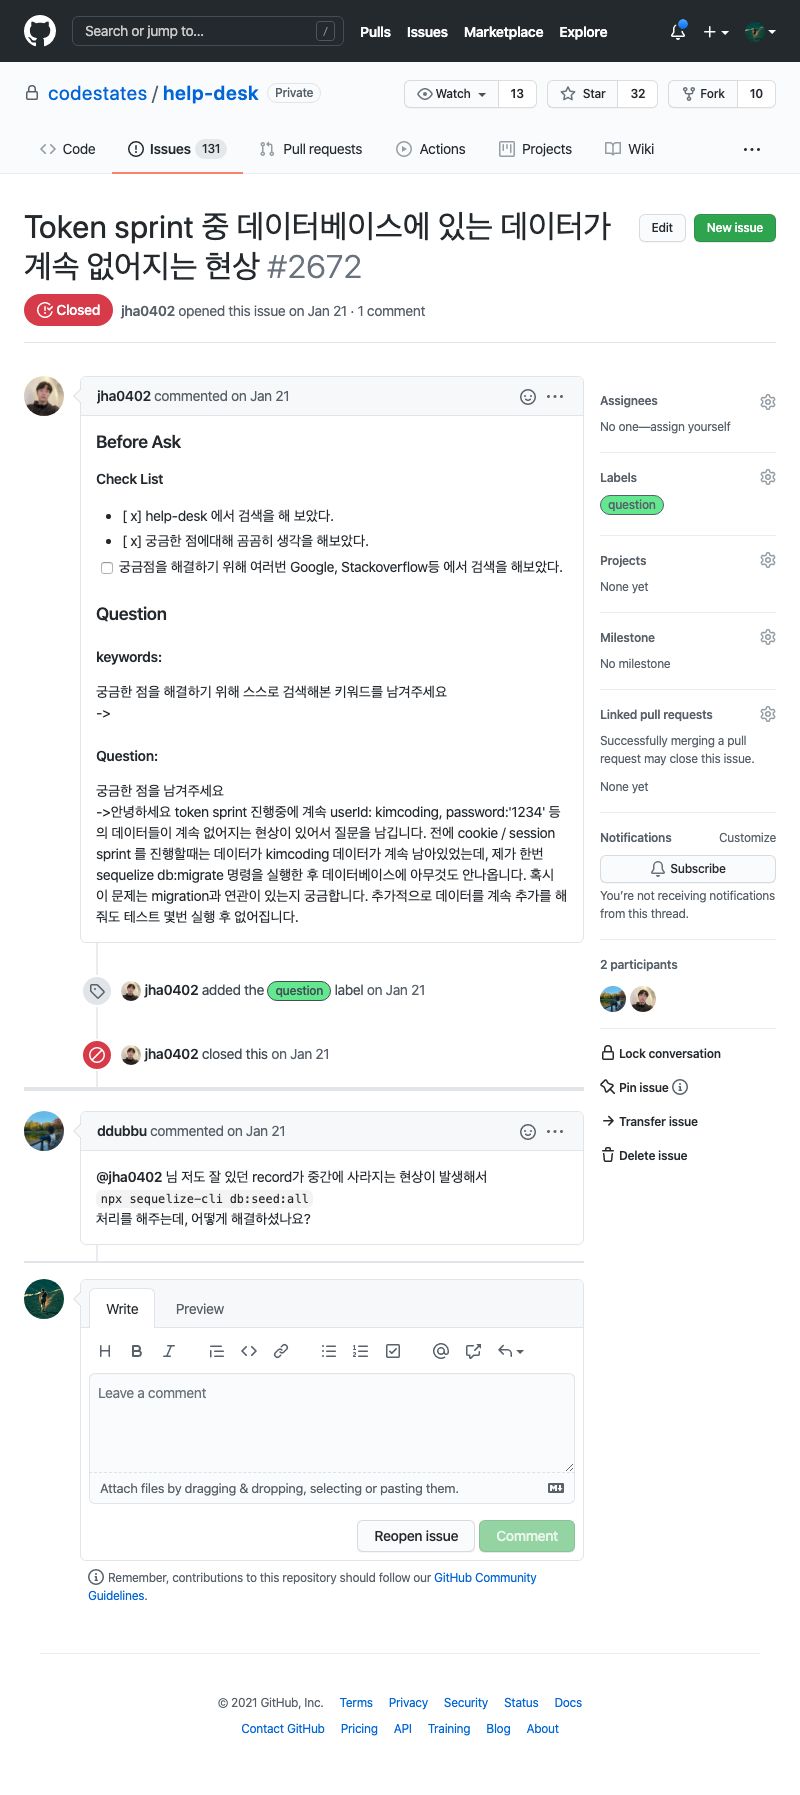 Search or jump to...
/
Pulls
Issues
Marketplace
Explore
codestates / help-desk
Private
Watch
13
Star
32
Fork
10
Code
Issues 131
Pull requests
Actions
Projects
Wiki
Token sprint 중 데이터베이스에 있는 데이터가
계속 없어지는 현상 #2672
Edit
New issue
Closed
jha0402 opened this issue on Jan 21 · 1 comment
jha0402 commented on Jan 21
Before Ask
Check List
[ x] help-desk 에서 검색을 해 보았다.
[ x] 궁금한 점에대해 곰곰히 생각을 해보았다.
궁금점을 해결하기 위해 여러번 Google, Stackoverflow등 에서 검색을 해보았다.
Question
keywords:
궁금한 점을 해결하기 위해 스스로 검색해본 키워드를 남겨주세요
->
Question:
궁금한 점을 남겨주세요
->안녕하세요 token sprint 진행중에 계속 userId: kimcoding, password:'1234' 등
의 데이터들이 계속 없어지는 현상이 있어서 질문을 남깁니다. 전에 cookie / session
sprint 를 진행할때는 데이터가 kimcoding 데이터가 계속 남아있었는데, 제가 한번
sequelize db:migrate 명령을 실행한 후 데이터베이스에 아무것도 안나옵니다. 혹시
이 문제는 migration과 연관이 있는지 궁금합니다. 추가적으로 데이터를 계속 추가를 해
줘도 테스트 몇번 실행 후 없어집니다.
jha0402 added the question label on Jan 21
jha0402 closed this on Jan 21
ddubbu commented on Jan 21
@jha0402 님 저도 잘 있던 record가 중간에 사라지는 현상이 발생해서
npx sequelize-cli db:seed:all
처리를 해주는데, 어떻게 해결하셨나요?
Write
Preview
Leave a comment
Attach files by dragging & dropping, selecting or pasting them.
Reopen issue
Comment
Remember, contributions to this repository should follow our GitHub Community
Guidelines.
Assignees
No one—assign yourself
Labels
question
Projects
None yet
Milestone
No milestone
Linked pull requests
Successfully merging a pull
request may close this issue.
None yet
Notifications
Customize
Subscribe
You're not receiving notifications
from this thread.
2 participants
Lock conversation
Pin issue
Transfer issue
Delete issue
© 2021 GitHub, Inc.
Terms
Privacy
Security
Status
Docs
Contact GitHub
Pricing
API
Training
Blog
About